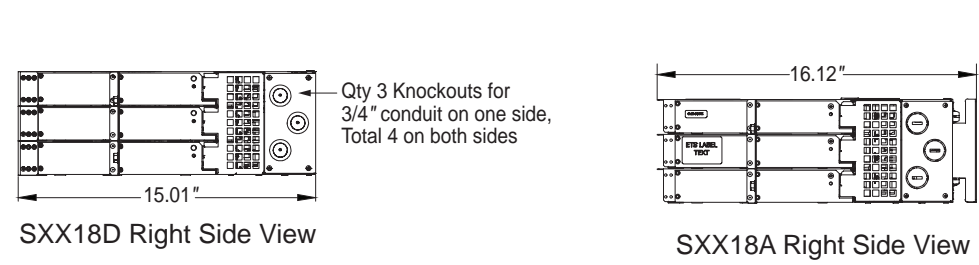 Qty 3 Knockouts for
3/4" conduit on one side,
Total 4 on both sides
15.01"
SXX18D Right Side View
16.12"
ETS LABEL
TEXT
SXX18A Right Side View